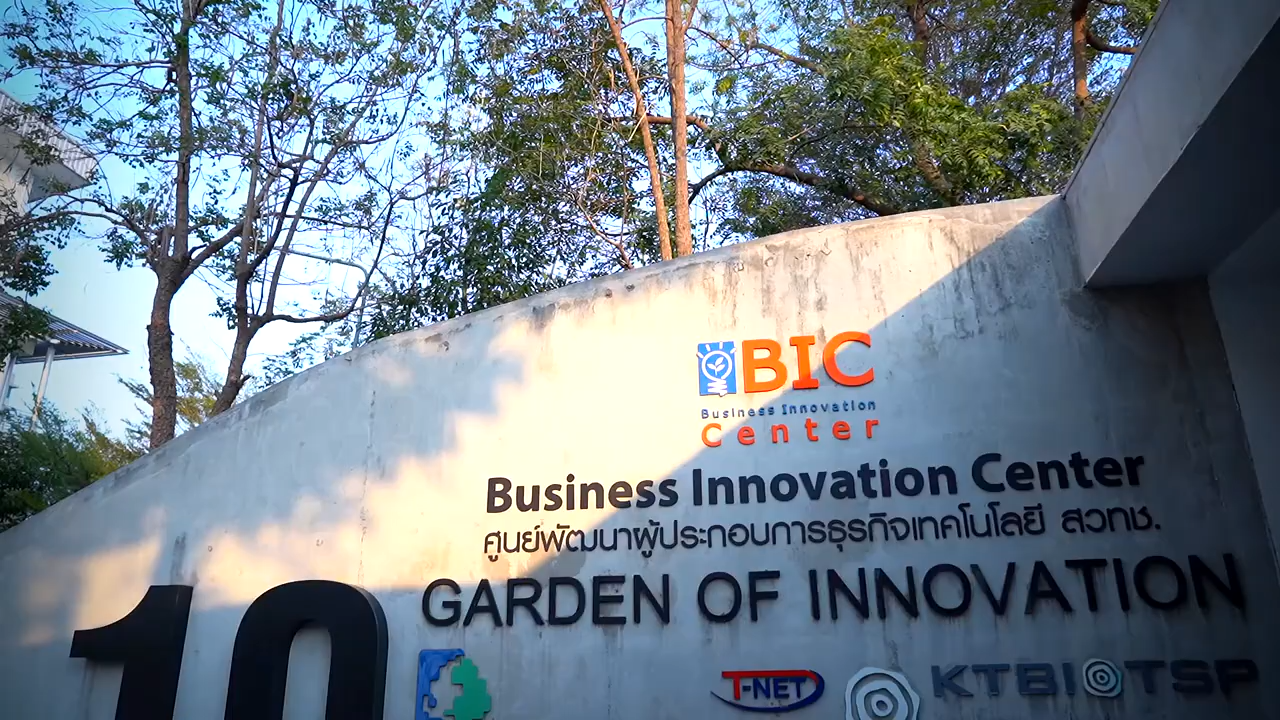 BIC
Business Innovation
Center
Business Innovation Center
ศูนย์พัฒนาผู้ประกอบการธุรกิจเทคโนโลยี สวทช.
GARDEN OF INNOVATION
10
T-NET
KTBIOTSP